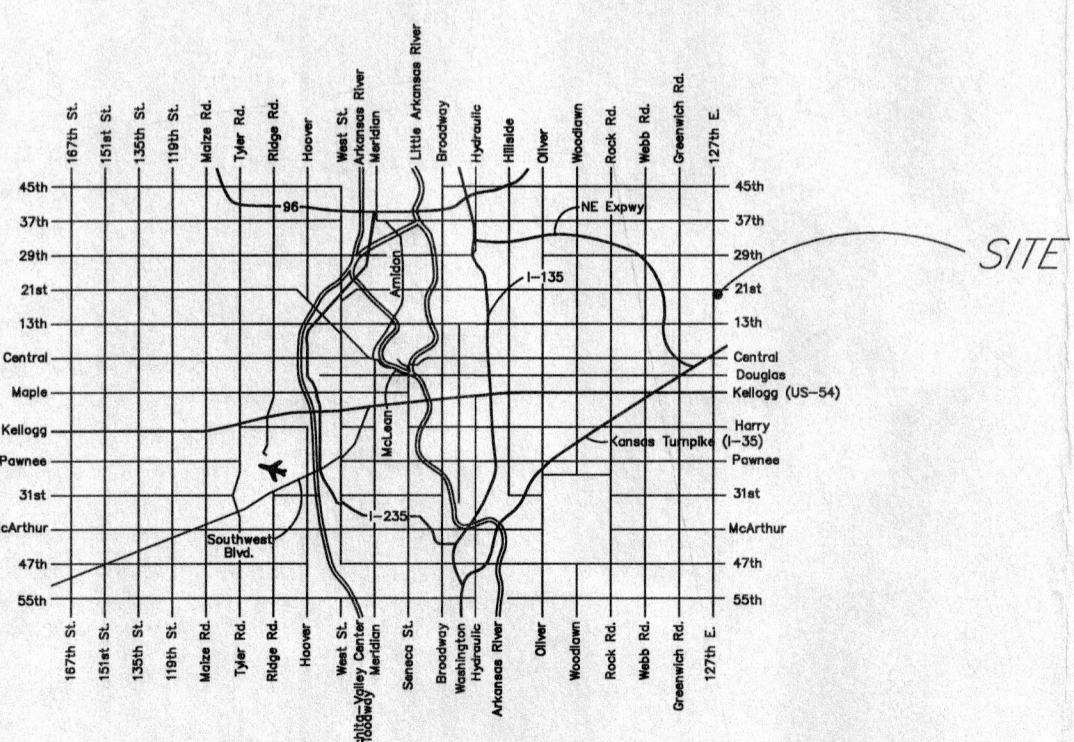 167th St.
151st St.
135th St.
119th St.
Maize Rd.
Tyler Rd.
Ridge Rd.
Hoover
West St.
Arkansas River
Meridian
Little Arkansas River
Broadway
Hydraulic
Hillside
Oliver
Woodlawn
Rock Rd.
Webb Rd.
Greenwich Rd.
127th E.
45th
45th
96
NE Expwy
37th
37th
29th
29th
SITE
Amidon
I-135
21st
21st
13th
13th
Central
Central
Douglas
Maple
Kellogg (US-54)
McLean
Kellogg
Harry
Kansas Turnpike (I-35)
Pawnee
Pawnee
31st
31st
I-235
cArthur
McArthur
Southwest
Blvd.
47th
47th
55th
55th
167th St.
151st St.
135th St.
119th St.
Maize Rd.
Tyler Rd.
Ridge Rd.
Hoover
West St.
hita-Valley Center
loodway
Meridian
Seneca St.
Broadway
Washington
Hydraulic
Arkansas River
Oliver
Woodlawn
Rock Rd.
Webb Rd.
Greenwich Rd.
127th E.